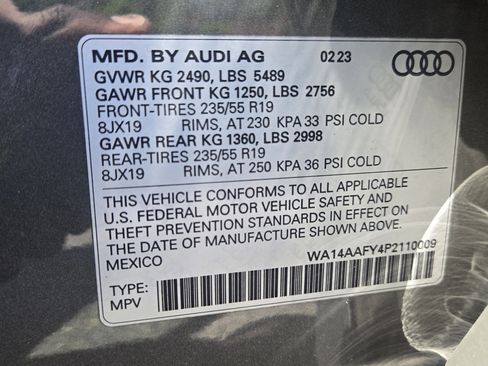 MFD. BY AUDI AG 02 23
GVWR KG 2490, LBS 5489
GAWR FRONT KG 1250, LBS 2756
FRONT-TIRES 235/55 R19
8JX19 RIMS, AT 230 KPA 33 PSI COLD
GAWR REAR KG 1360, LBS 2998
REAR-TIRES 235/55 R19
8JX19 RIMS, AT 250 KPA 36 PSI COLD
THIS VEHICLE CONFORMS TO ALL APPLICABLE
U.S. FEDERAL MOTOR VEHICLE SAFETY AND
THEFT PREVENTION STANDARDS IN EFFECT ON
THE DATE OF MANUFACTURE SHOWN ABOVE.
MEXICO WA14AAFY4P2110009
TYPE:
MPV